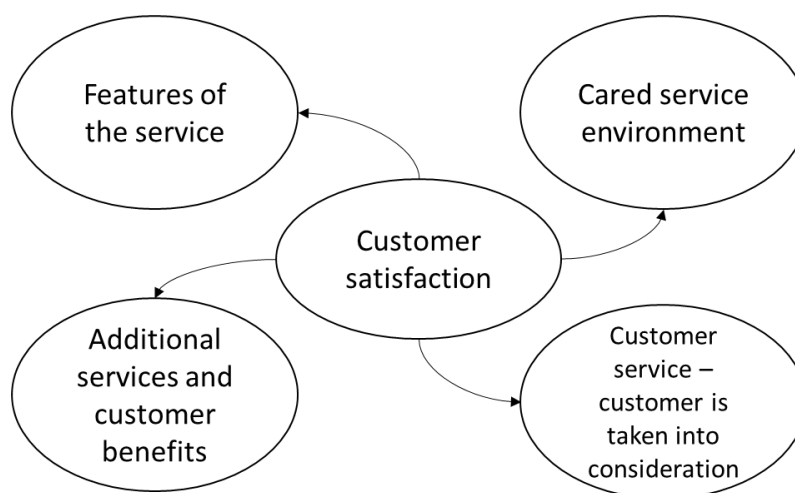 Features of
the service
Cared service
environment
Customer
satisfaction
Additional
services and
customer
benefits
Customer
service –
customer is
taken into
consideration